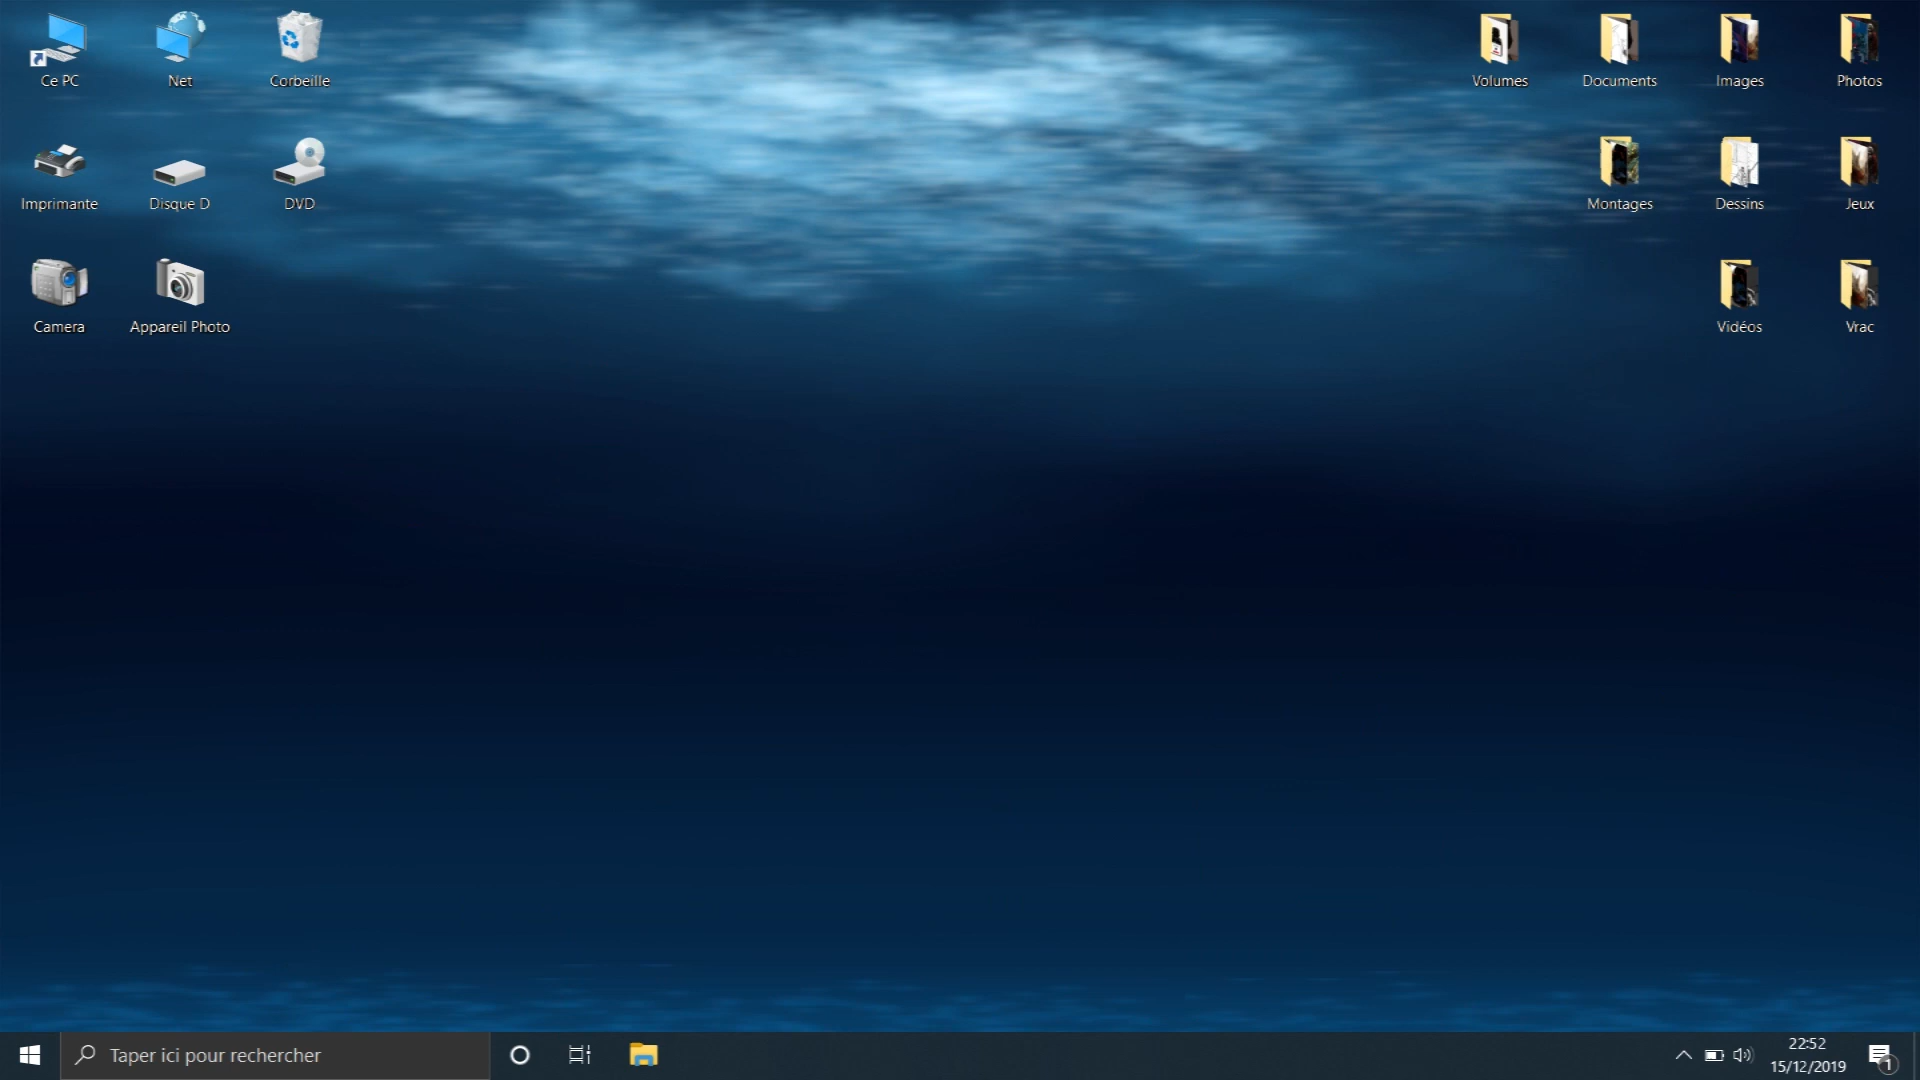 Ce PC
Net
Corbeille
Volumes
Documents
Images
Photos
Imprimante
Disque D
DVD
Montages
Dessins
Jeux
Camera
Appareil Photo
Vidéos
Vrac
Taper ici pour rechercher
22:52
15/12/2019
1